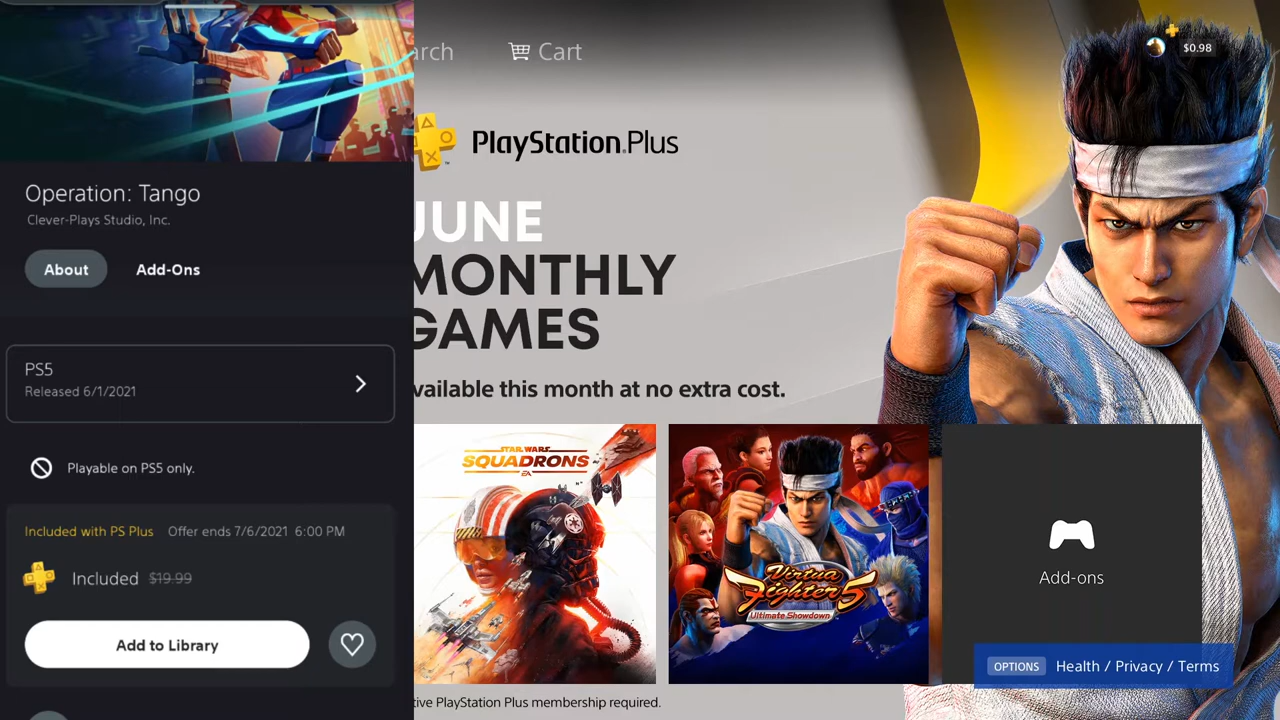 Operation: Tango
Clever-Plays Studio, Inc.
About
Add-Ons
PS5
Released 6/1/2021
Playable on PS5 only.
Included with PS Plus Offer ends 7/6/2021 6:00 PM
Included $19.99
Add to Library
arch
Cart
$0.98
PlayStation Plus
JUNE
MONTHLY
GAMES
vailable this month at no extra cost.
STAR WARS
SQUADRONS
EA
Virtua
Fighter 5
Ultimate Showdown
Add-ons
OPTIONS Health / Privacy / Terms
tive PlayStation Plus membership required.